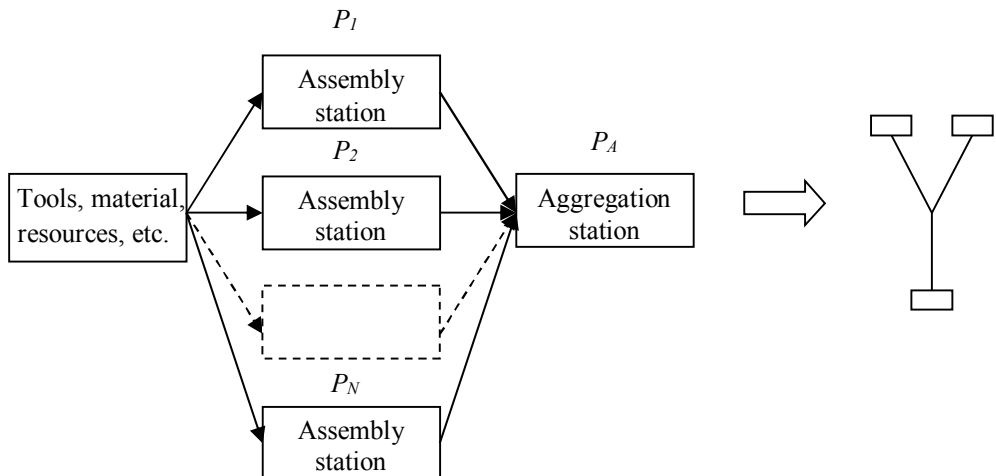 P1
Assembly
station
P2
Assembly
station
PA
Tools, material,
resources, etc.
Aggregation
station
PN
Assembly
station